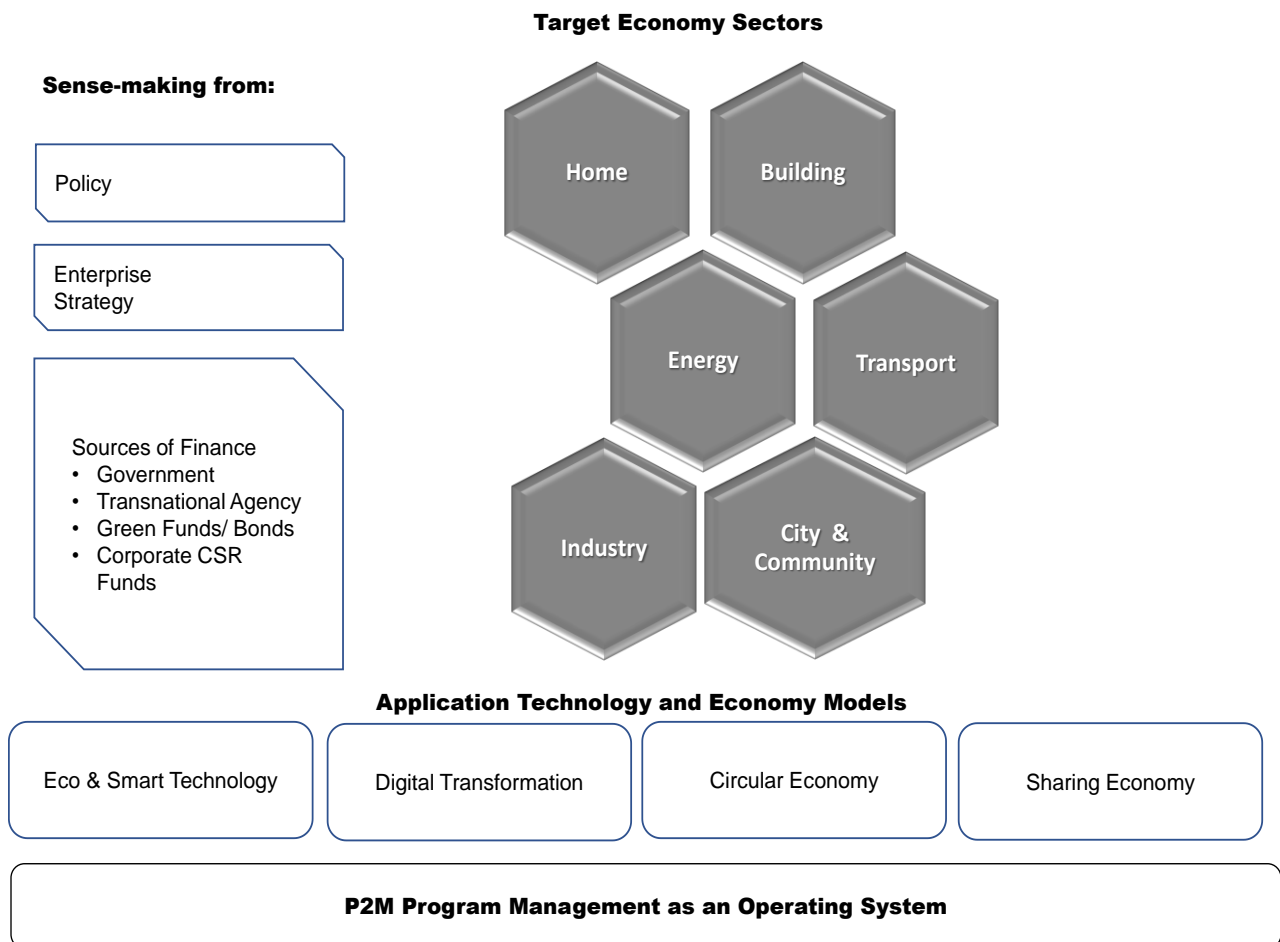 Target Economy Sectors
Sense-making from:
Policy
Enterprise
Strategy
Sources of Finance
• Government
• Transnational Agency
• Green Funds/ Bonds
• Corporate CSR
Funds
Home
Building
Energy
Transport
Industry
City &
Community
Application Technology and Economy Models
Eco & Smart Technology
Digital Transformation
Circular Economy
Sharing Economy
P2M Program Management as an Operating System